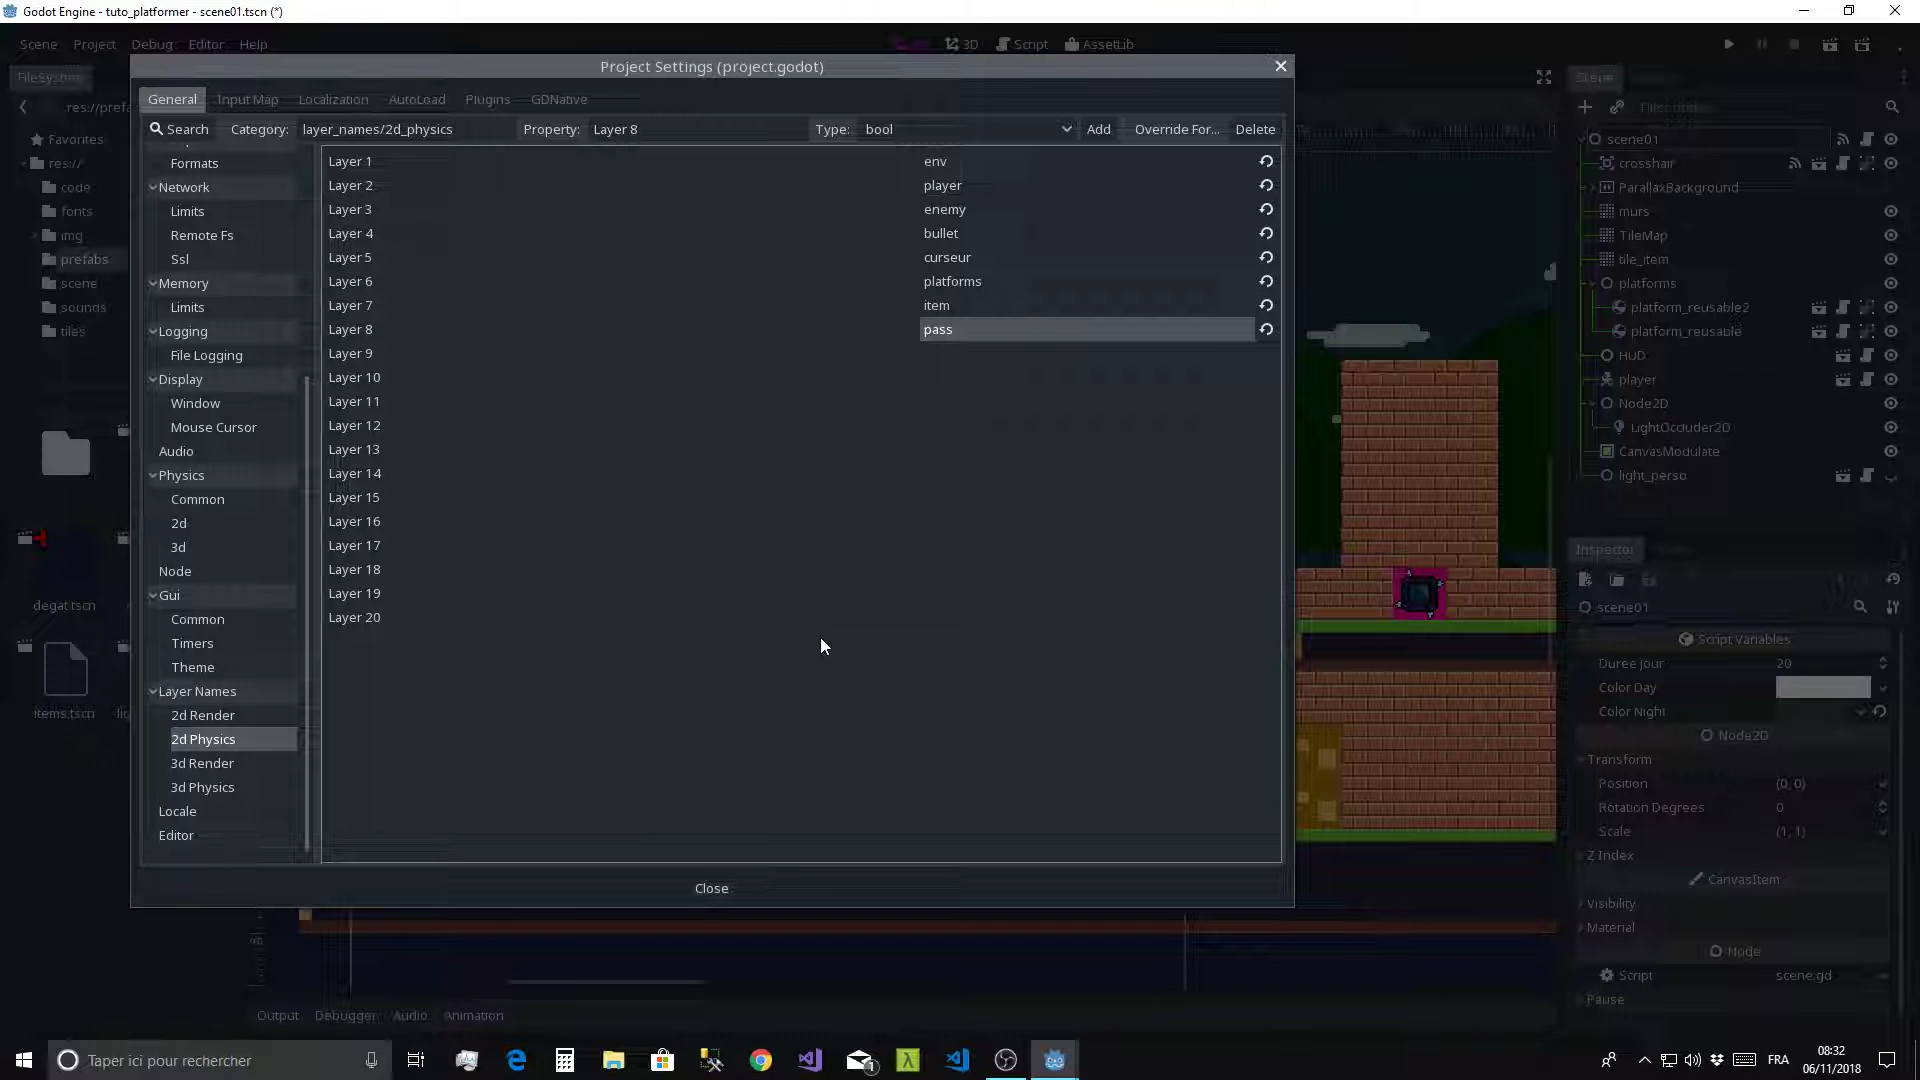 Godot Engine - tuto_platformer - scene01.tscn (*)
Scene Project Debug Editor Help
3D Script AssetLib
FileSystem
res://prefa
Favorites
res://
code
fonts
img
prefabs
scene
sounds
tiles
degat.tscn
items.tscn
Project Settings (project.godot)
General Input Map Localization AutoLoad Plugins GDNative
Search Category: layer_names/2d_physics Property: Layer 8 Type: bool Add Override For... Delete
Formats
Network
Limits
Remote Fs
Ssl
Memory
Limits
Logging
File Logging
Display
Window
Mouse Cursor
Audio
Physics
Common
2d
3d
Node
Gui
Common
Timers
Theme
Layer Names
2d Render
2d Physics
3d Render
3d Physics
Locale
Editor
Layer 1 env
Layer 2 player
Layer 3 enemy
Layer 4 bullet
Layer 5 curseur
Layer 6 platforms
Layer 7 item
Layer 8 pass
Layer 9
Layer 10
Layer 11
Layer 12
Layer 13
Layer 14
Layer 15
Layer 16
Layer 17
Layer 18
Layer 19
Layer 20
Close
Output Debugger Audio Animation
Scene
scene01
crosshair
ParallaxBackground
murs
TileMap
tile_item
platforms
platform_reusable2
platform_reusable
HUD
player
Node2D
LightOccluder2D
CanvasModulate
light_perso
Inspector
scene01
Script Variables
Duree Jour 20
Color Day
Color Night
Node2D
Transform
Position (0, 0)
Rotation Degrees 0
Scale (1, 1)
Z Index
CanvasItem
Visibility
Material
Node
Script scene.gd
Pause
Taper ici pour rechercher
1
FRA
08:32
06/11/2018